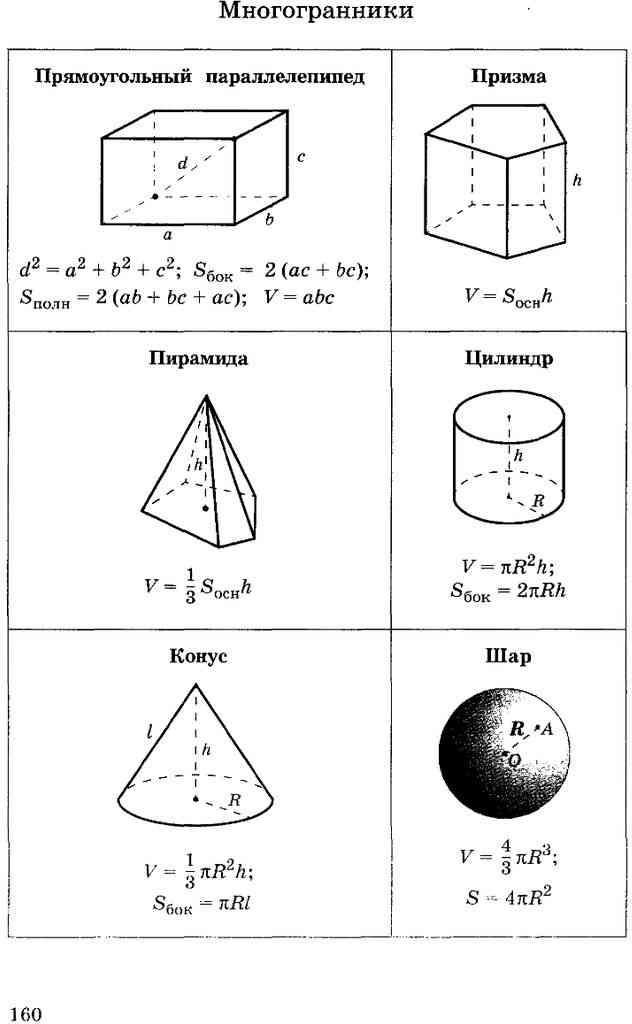 Многогранники
Прямоугольный параллелепипед
d
c
b
a
d² = a² + b² + c²; Sбок = 2 (ac + bc);
Sполн = 2 (ab + bc + ac); V = abc
Призма
h
V = Sоснh
Пирамида
h
V = 1/3 Sоснh
Цилиндр
h
R
V = πR²h;
Sбок = 2πRh
Конус
l
h
R
V = 1/3 πR²h;
Sбок = πRl
Шар
R A
O
V = 4/3 πR³;
S = 4πR²
160